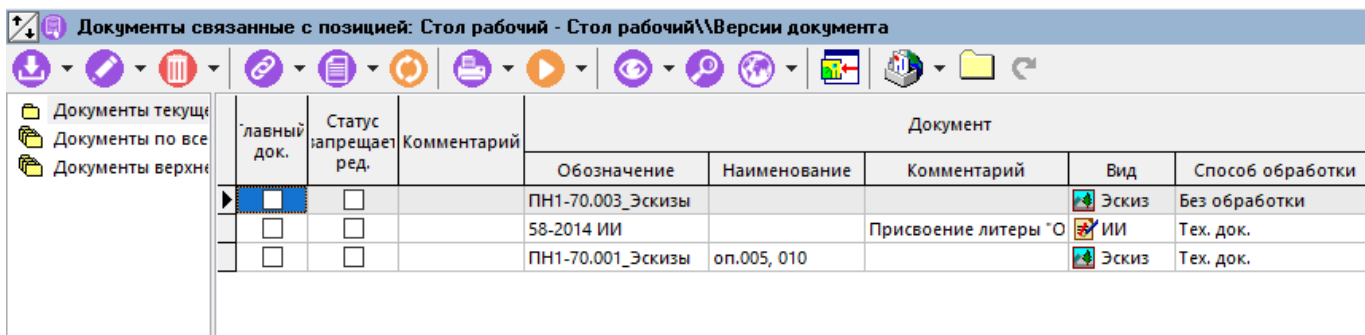 Документы связанные с позицией: Стол рабочий - Стол рабочий\\Версии документа
Документы текуще
Документы по все
Документы верхне
лавный док.
Статус запрещает ред.
Комментарий
Документ
Обозначение Наименование Комментарий Вид Способ обработки
ПН1-70.003_Эскизы Эскиз Без обработки
58-2014 ИИ Присвоение литеры "О ИИ Тех. док.
ПН1-70.001_Эскизы оп.005, 010 Эскиз Тех. док.